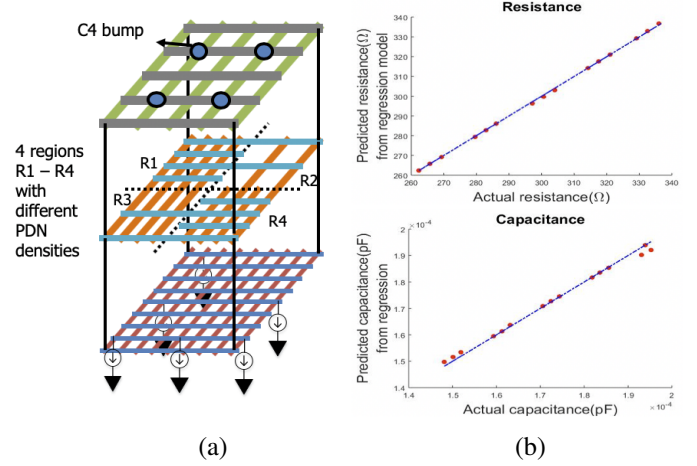 C4 bump
4 regions
R1 – R4
with
different
PDN
densities
R1
R2
R3
R4
(a)
Resistance
Predicted resistance(Ω)
from regression model
340
330
320
310
300
290
280
270
260
260 270 280 290 300 310 320 330 340
Actual resistance(Ω)
Capacitance
×10⁻⁴
Predicted capacitance(pF)
from regression
2
1.9
1.8
1.7
1.6
1.5
1.4
1.4 1.5 1.6 1.7 1.8 1.9 2
Actual capacitance(pF)
×10⁻⁴
(b)